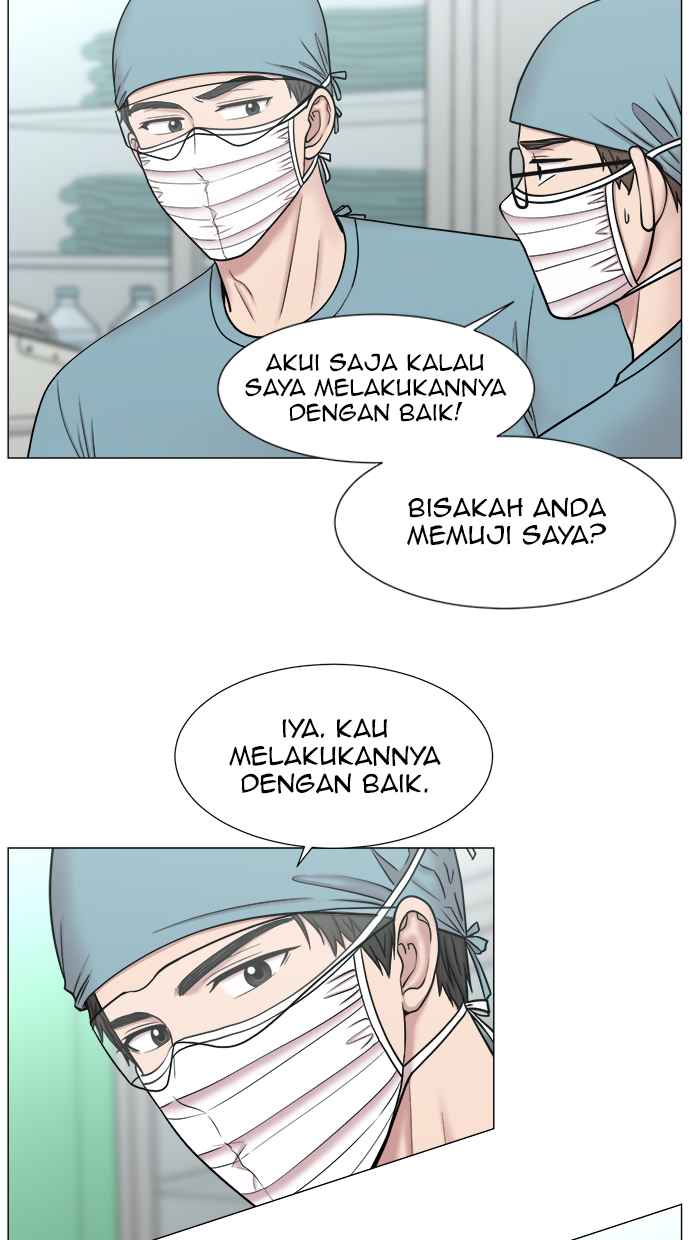 AKUI SAJA KALAU
SAYA MELAKUKANNYA
DENGAN BAIK!
BISAKAH ANDA
MEMUJI SAYA?
IYA, KAU
MELAKUKANNYA
DENGAN BAIK.